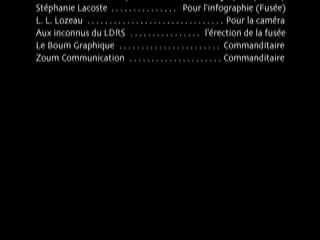 Stéphanie Lacoste ............... Pour l'infographie (Fusée)
L. L. Lozeau ............................... Pour la caméra
Aux inconnus du LDRS ................ l'érection de la fusée
Le Boum Graphique ........................ Commanditaire
Zoum Communication ...................... Commanditaire